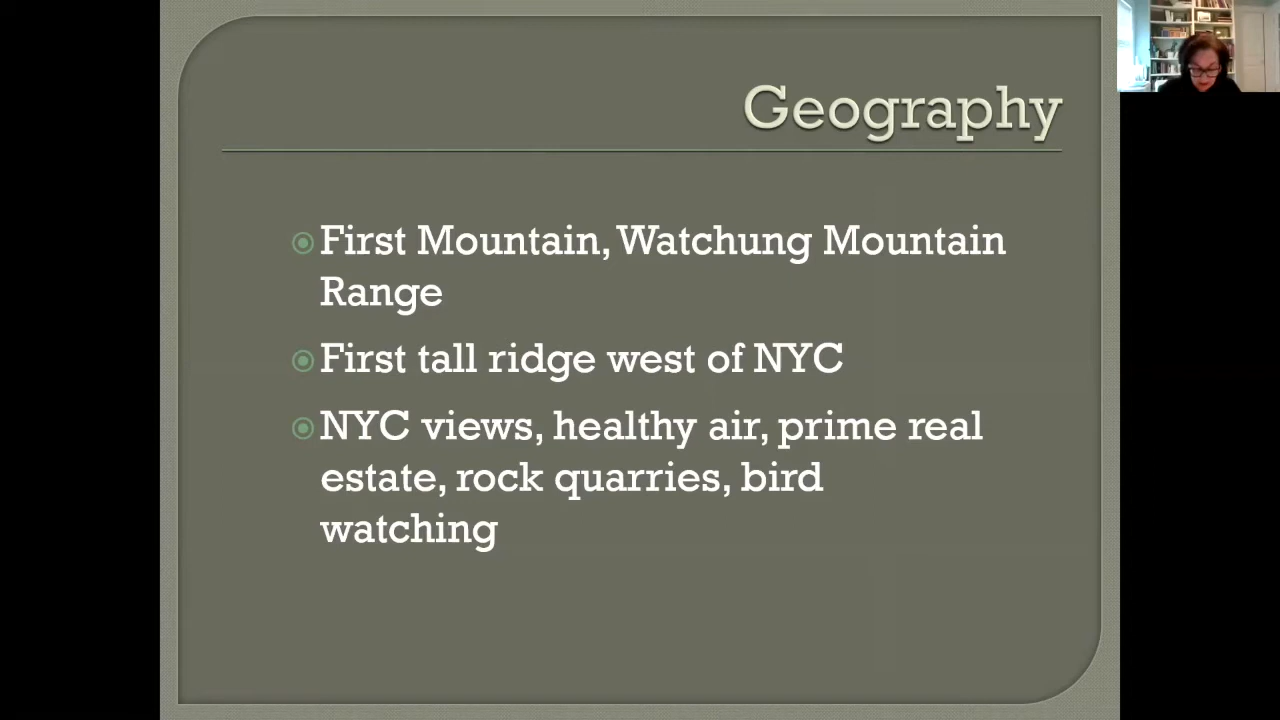 Geography
First Mountain, Watchung Mountain
Range
First tall ridge west of NYC
NYC views, healthy air, prime real
estate, rock quarries, bird
watching